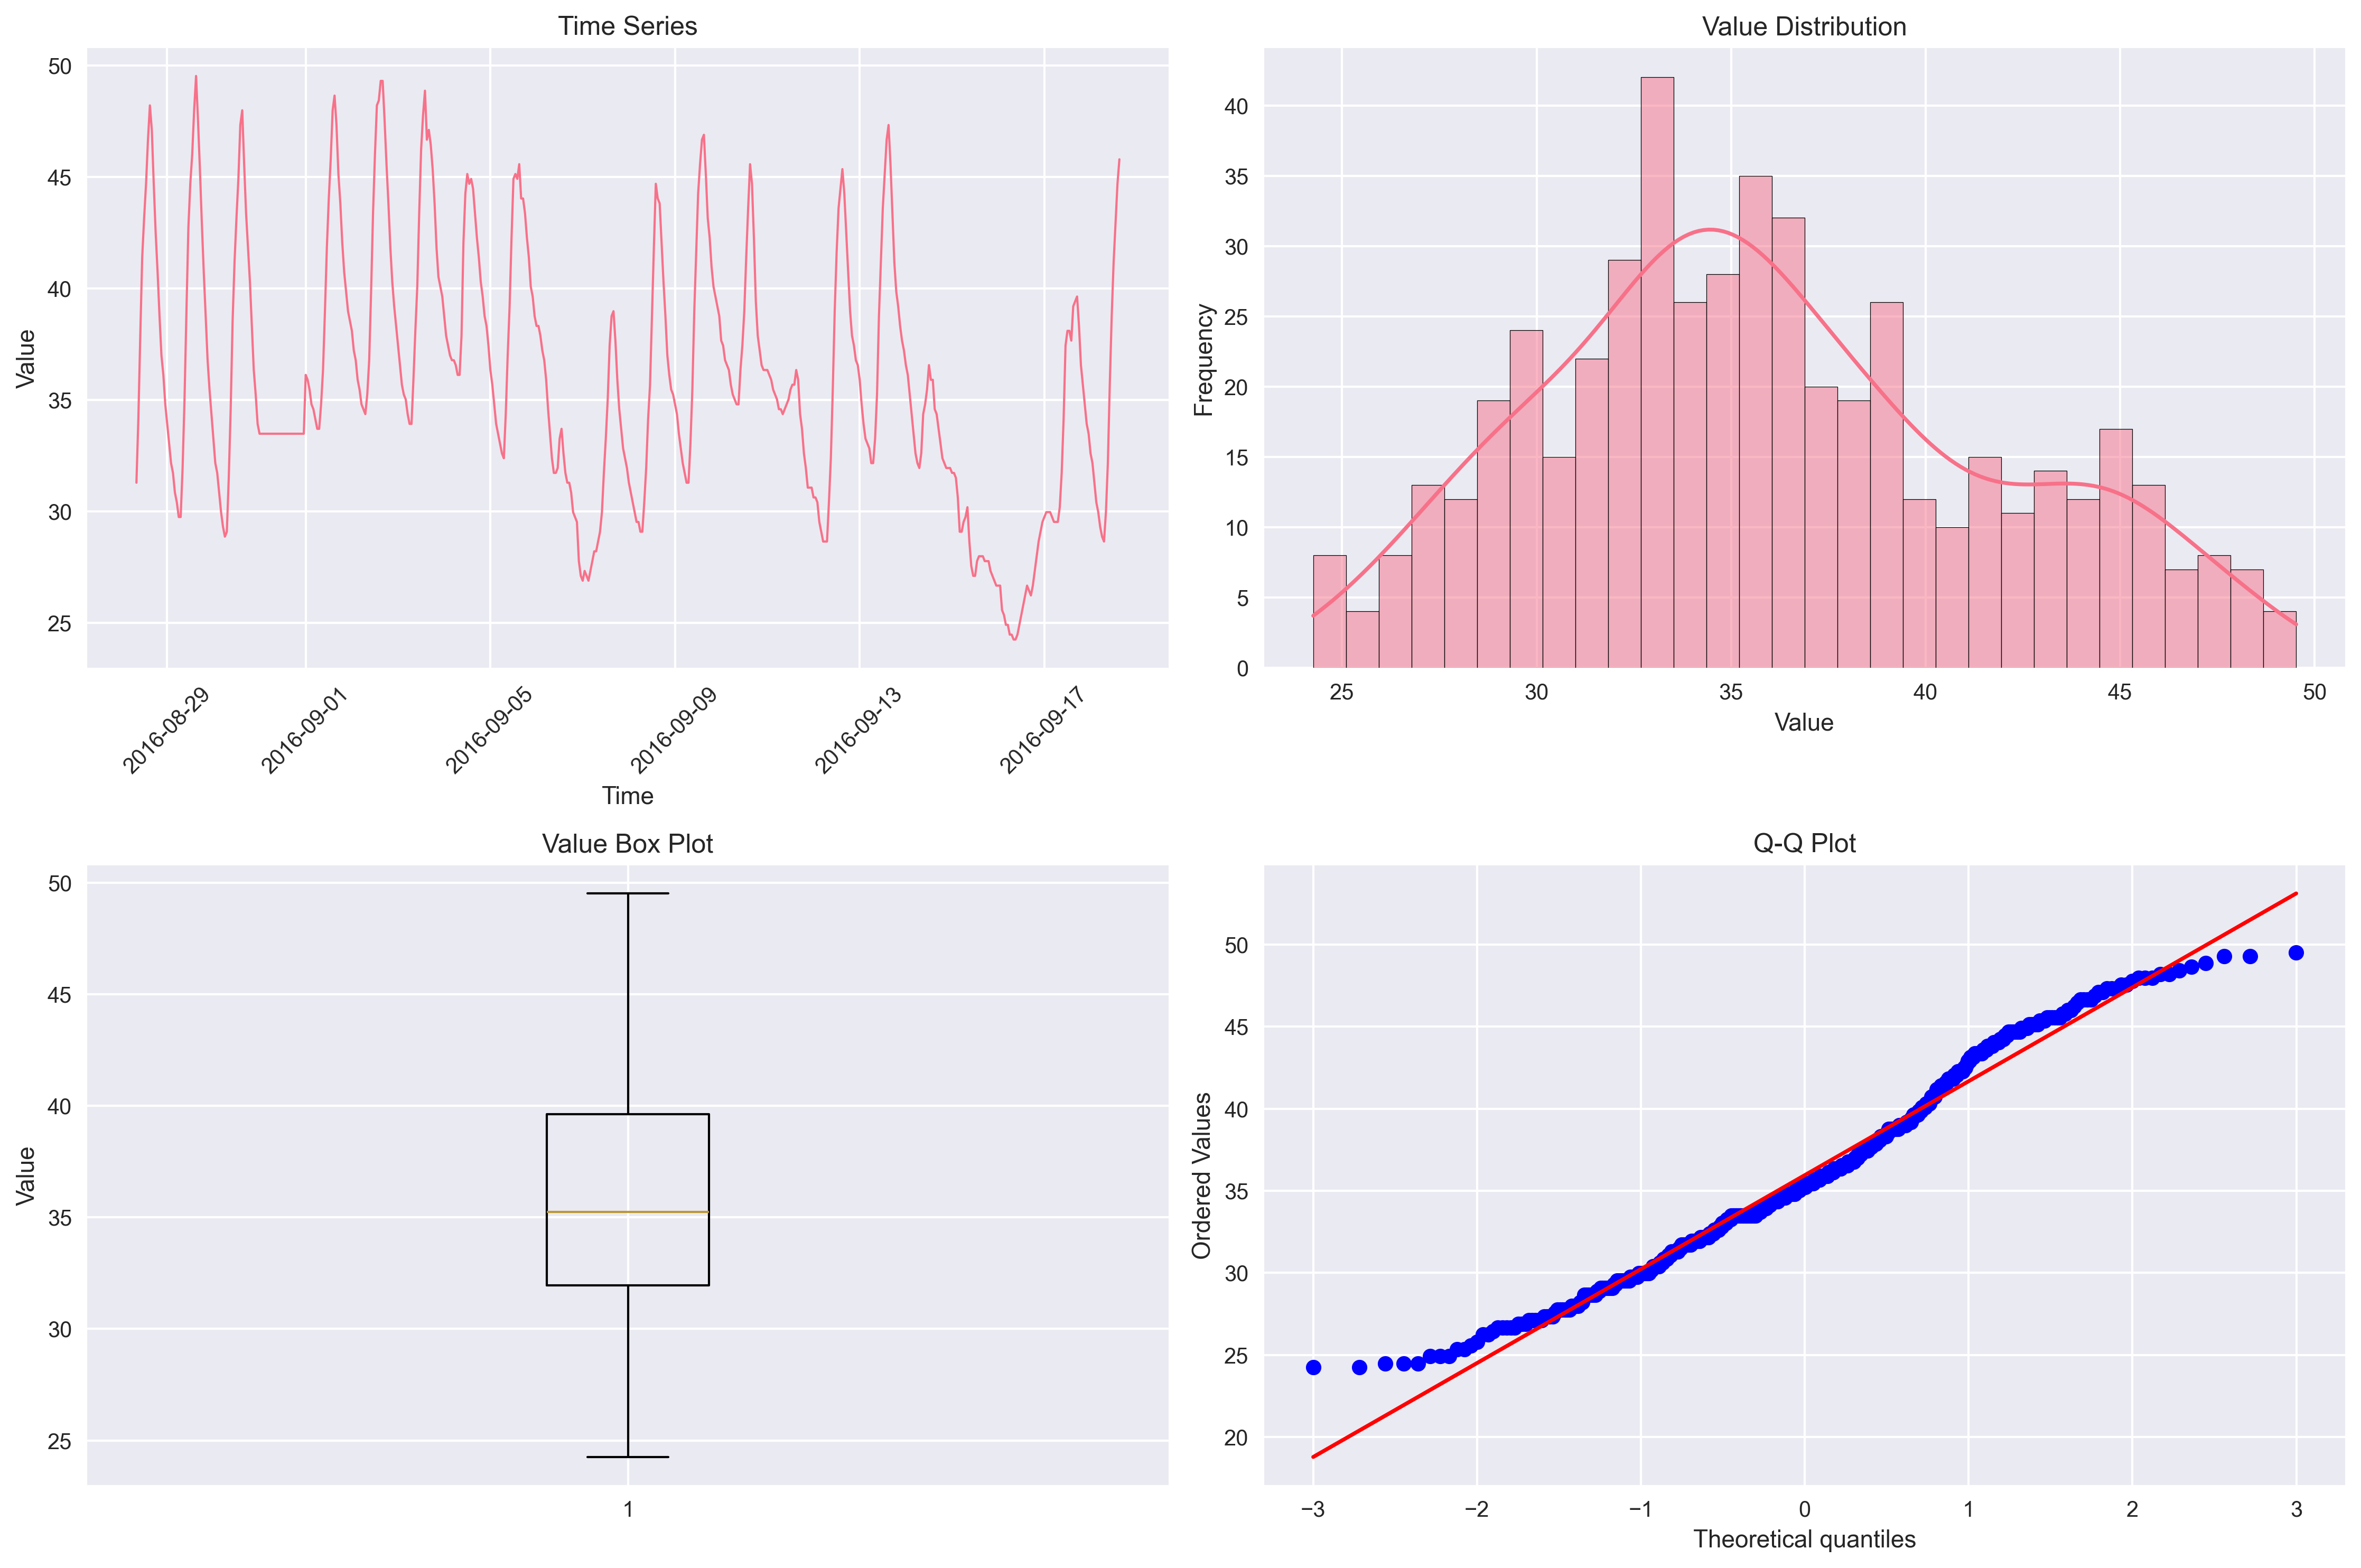 Time Series
50
45
40
35
30
25
Value
2016-08-29
2016-09-01
2016-09-05
2016-09-09
2016-09-13
2016-09-17
Time
Value Distribution
40
35
30
25
20
15
10
5
0
Frequency
25 30 35 40 45 50
Value
Value Box Plot
50
45
40
35
30
25
Value
1
Q-Q Plot
50
45
40
35
30
25
20
Ordered Values
−3 −2 −1 0 1 2 3
Theoretical quantiles